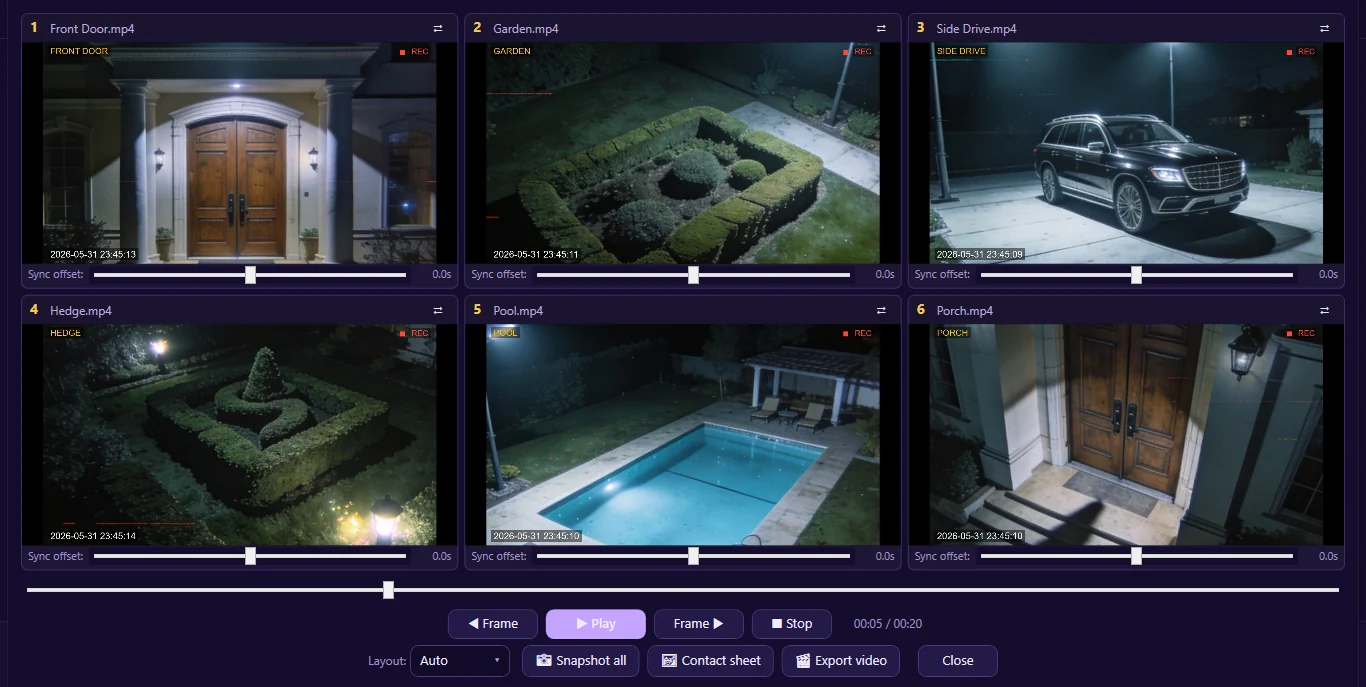 1 Front Door.mp4 ⇄
FRONT DOOR
REC
2026-05-31 23:45:13
Sync offset: 0.0s
2 Garden.mp4 ⇄
GARDEN
REC
2026-05-31 23:45:11
Sync offset: 0.0s
3 Side Drive.mp4 ⇄
SIDE DRIVE
REC
2026-05-31 23:45:09
Sync offset: 0.0s
4 Hedge.mp4 ⇄
HEDGE
REC
2026-05-31 23:45:14
Sync offset: 0.0s
5 Pool.mp4 ⇄
POOL
REC
2026-05-31 23:45:10
Sync offset: 0.0s
6 Porch.mp4 ⇄
PORCH
REC
2026-05-31 23:45:10
Sync offset: 0.0s
◀ Frame ▶ Play Frame ▶ ■ Stop 00:05 / 00:20
Layout: Auto Snapshot all Contact sheet Export video Close